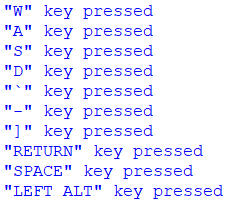 "W" key pressed
"A" key pressed
"S" key pressed
"D" key pressed
"`" key pressed
"-" key pressed
"]" key pressed
"RETURN" key pressed
"SPACE" key pressed
"LEFT ALT" key pressed